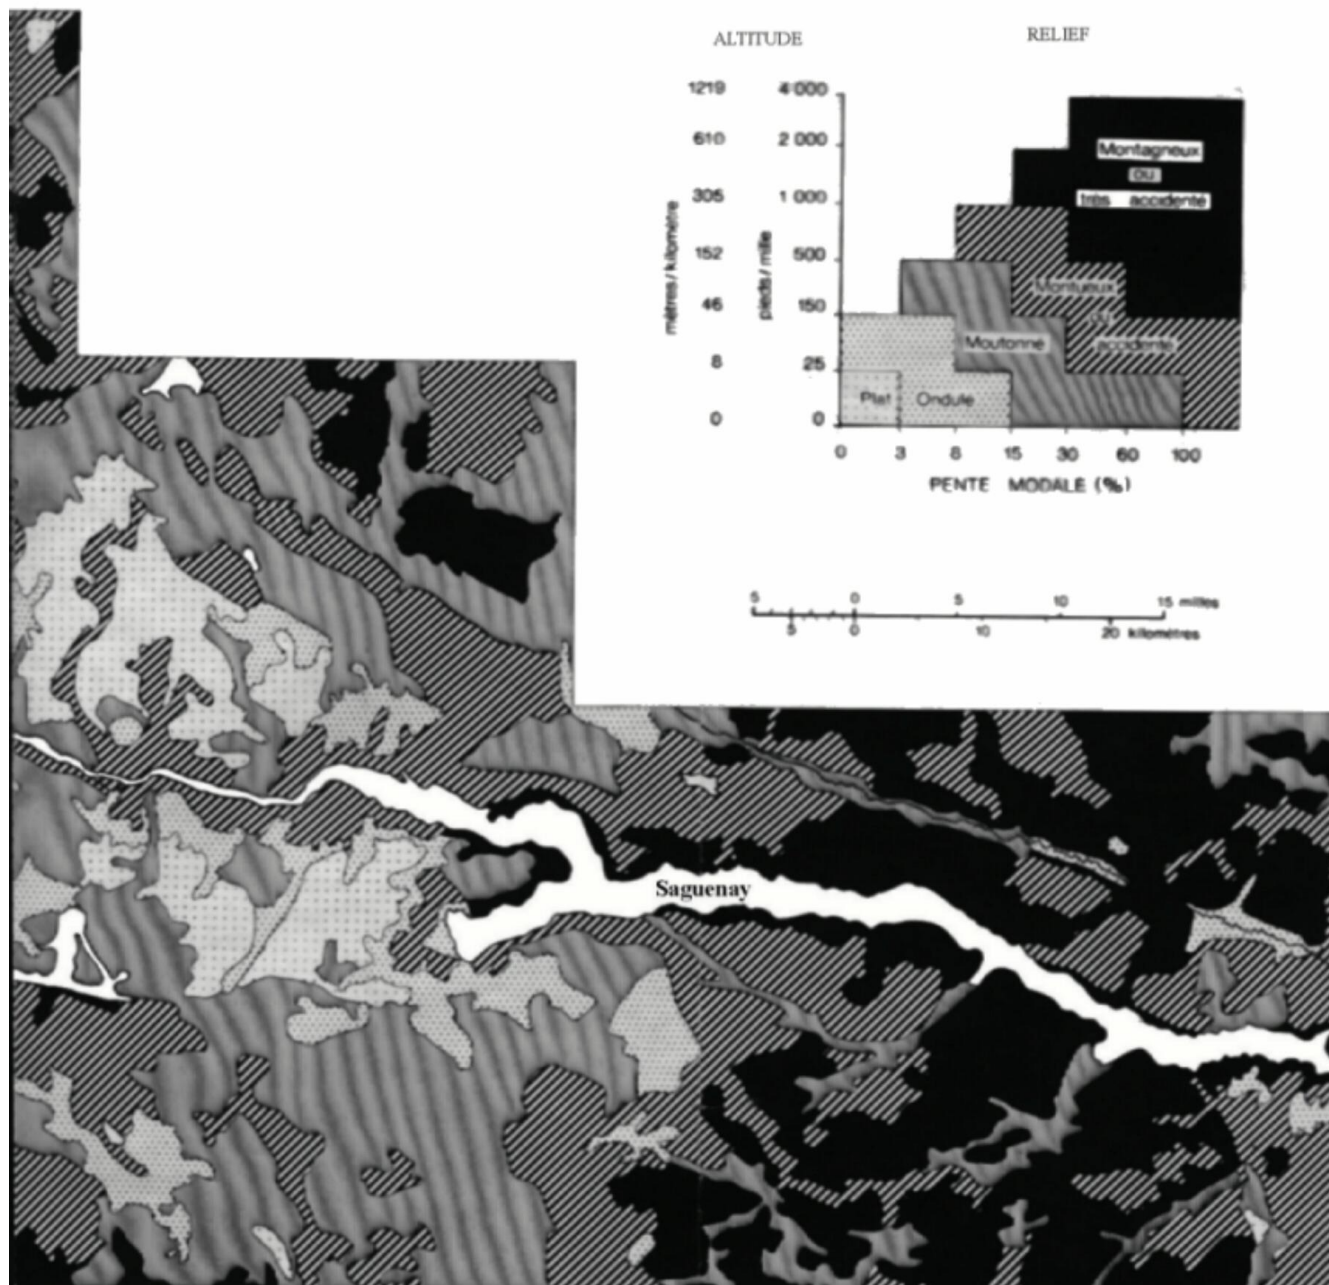 ALTITUDE
RELIEF
1219 4 000
610 2 000
305 1 000
152 500
46 150
8 25
0 0
mètres/kilomètre
pieds/mille
Montagneux
ou
très accidenté
Montueux
ou
accidenté
Moutonné
Plat Ondulé
0 3 8 15 30 60 100
PENTE MODALE (%)
5 0 5 10 15 milles
5 0 10 20 kilomètres
Saguenay